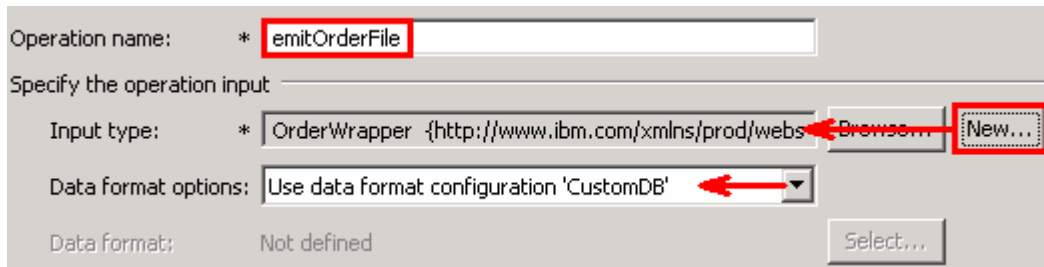 Operation name: * emitOrderFile
Specify the operation input
Input type: * OrderWrapper {http://www.ibm.com/xmlns/prod/webs Browse... New...
Data format options: Use data format configuration 'CustomDB'
Data format: Not defined Select...